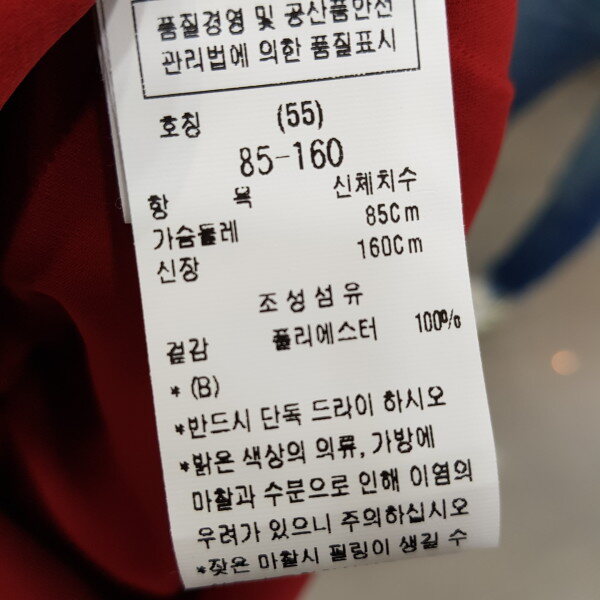 품질경영 및 공산품안전
관리법에 의한 품질표시
호칭 (55)
85-160
항 목 신체치수
가슴둘레 85Cm
신장 160Cm
조성섬유
겉감 폴리에스터 100%
* (B)
*반드시 단독 드라이 하시오
*밝은 색상의 의류, 가방에
마찰과 수분으로 인해 이염의
우려가 있으니 주의하십시오
*잦은 마찰시 필링이 생길 수